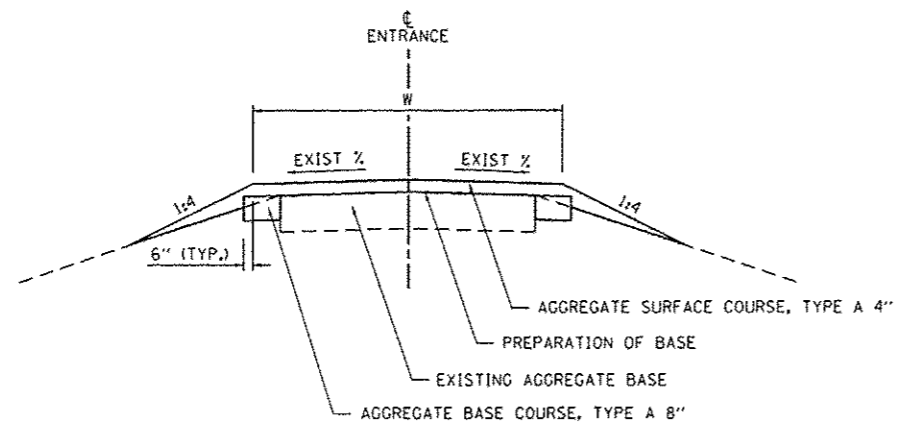 ℄
ENTRANCE
W
EXIST % EXIST %
1:4 1:4
6" (TYP.)
AGGREGATE SURFACE COURSE, TYPE A 4"
PREPARATION OF BASE
EXISTING AGGREGATE BASE
AGGREGATE BASE COURSE, TYPE A 8"